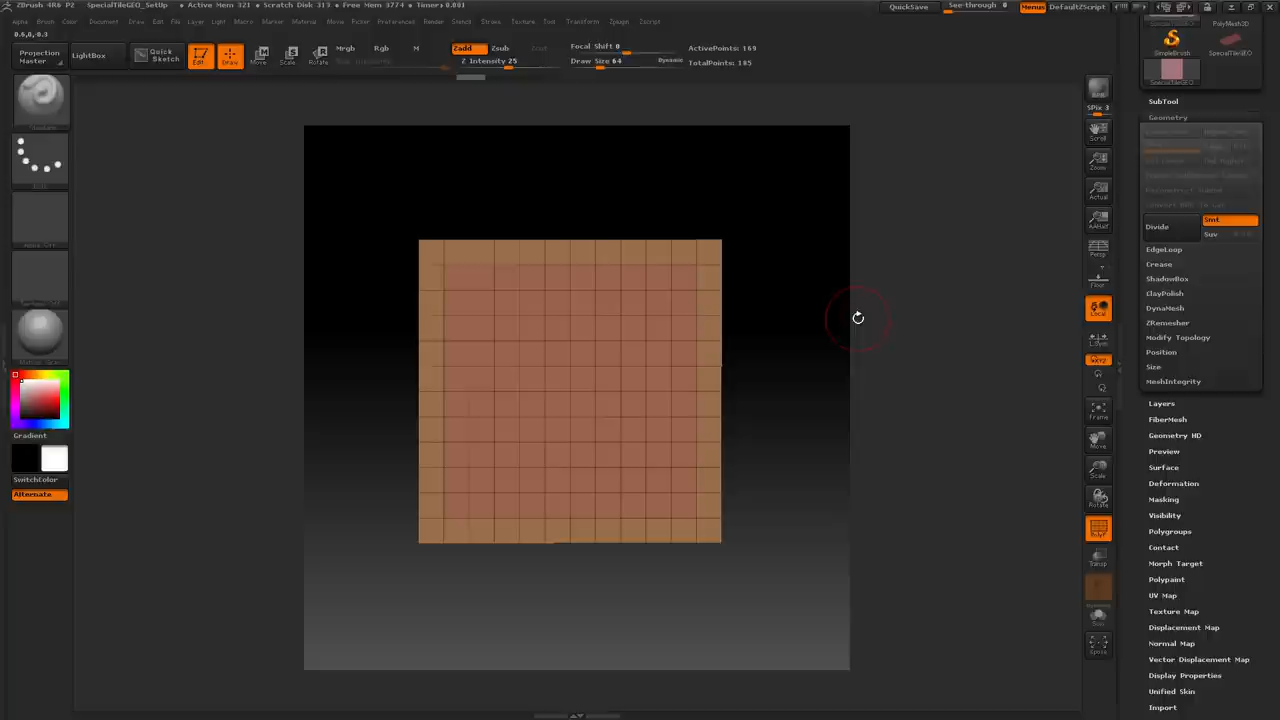 ZBrush 4R6 P2 SpecialTileGEO_SetUp • Active Mem 321 • Scratch Disk 313 • Free Mem 3774 • Timer▸0.001 QuickSave See-through 0 Menus DefaultZScript
Alpha Brush Color Document Draw Edit File Layer Light Macro Marker Material Movie Picker Preferences Render Stencil Stroke Texture Tool Transform Zplugin Zscript
0.6,0,-0.3
Projection Master
LightBox
Quick Sketch
Edit
Draw
Move
Scale
Rotate
Mrgb Rgb M
Zadd Zsub
Z Intensity 25
Focal Shift 0
Draw Size 64 Dynamic
ActivePoints: 169
TotalPoints: 185
Gradient
SwitchColor
Alternate
SPix 3
Scroll
Zoom
Actual
AAHalf
Persp
Floor
Local
L.Sym
Frame
Move
Scale
Rotate
PolyF
Transp
PolyMesh3D
SimpleBrush
SpecialTileGEO
SpecialTileGEO
SubTool
Geometry
Divide
Smt
Suv
EdgeLoop
Crease
ShadowBox
ClayPolish
DynaMesh
ZRemesher
Modify Topology
Position
Size
MeshIntegrity
Layers
FiberMesh
Geometry HD
Preview
Surface
Deformation
Masking
Visibility
Polygroups
Contact
Morph Target
Polypaint
UV Map
Texture Map
Displacement Map
Normal Map
Vector Displacement Map
Display Properties
Unified Skin
Import